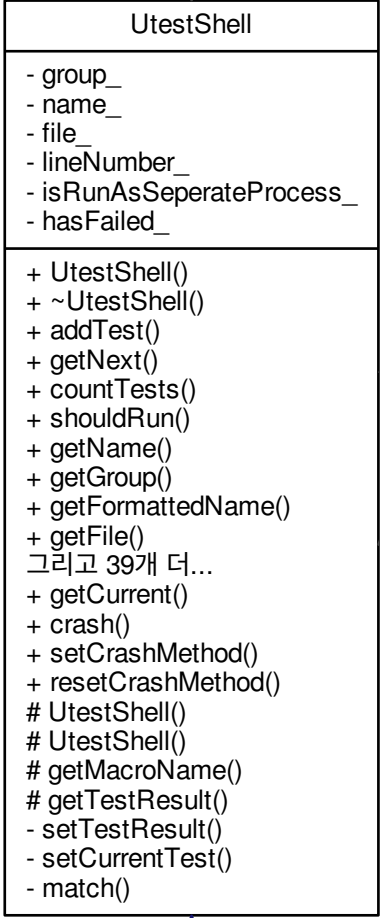 UtestShell
- group_
- name_
- file_
- lineNumber_
- isRunAsSeperateProcess_
- hasFailed_
+ UtestShell()
+ ~UtestShell()
+ addTest()
+ getNext()
+ countTests()
+ shouldRun()
+ getName()
+ getGroup()
+ getFormattedName()
+ getFile()
그리고 39개 더...
+ getCurrent()
+ crash()
+ setCrashMethod()
+ resetCrashMethod()
# UtestShell()
# UtestShell()
# getMacroName()
# getTestResult()
- setTestResult()
- setCurrentTest()
- match()